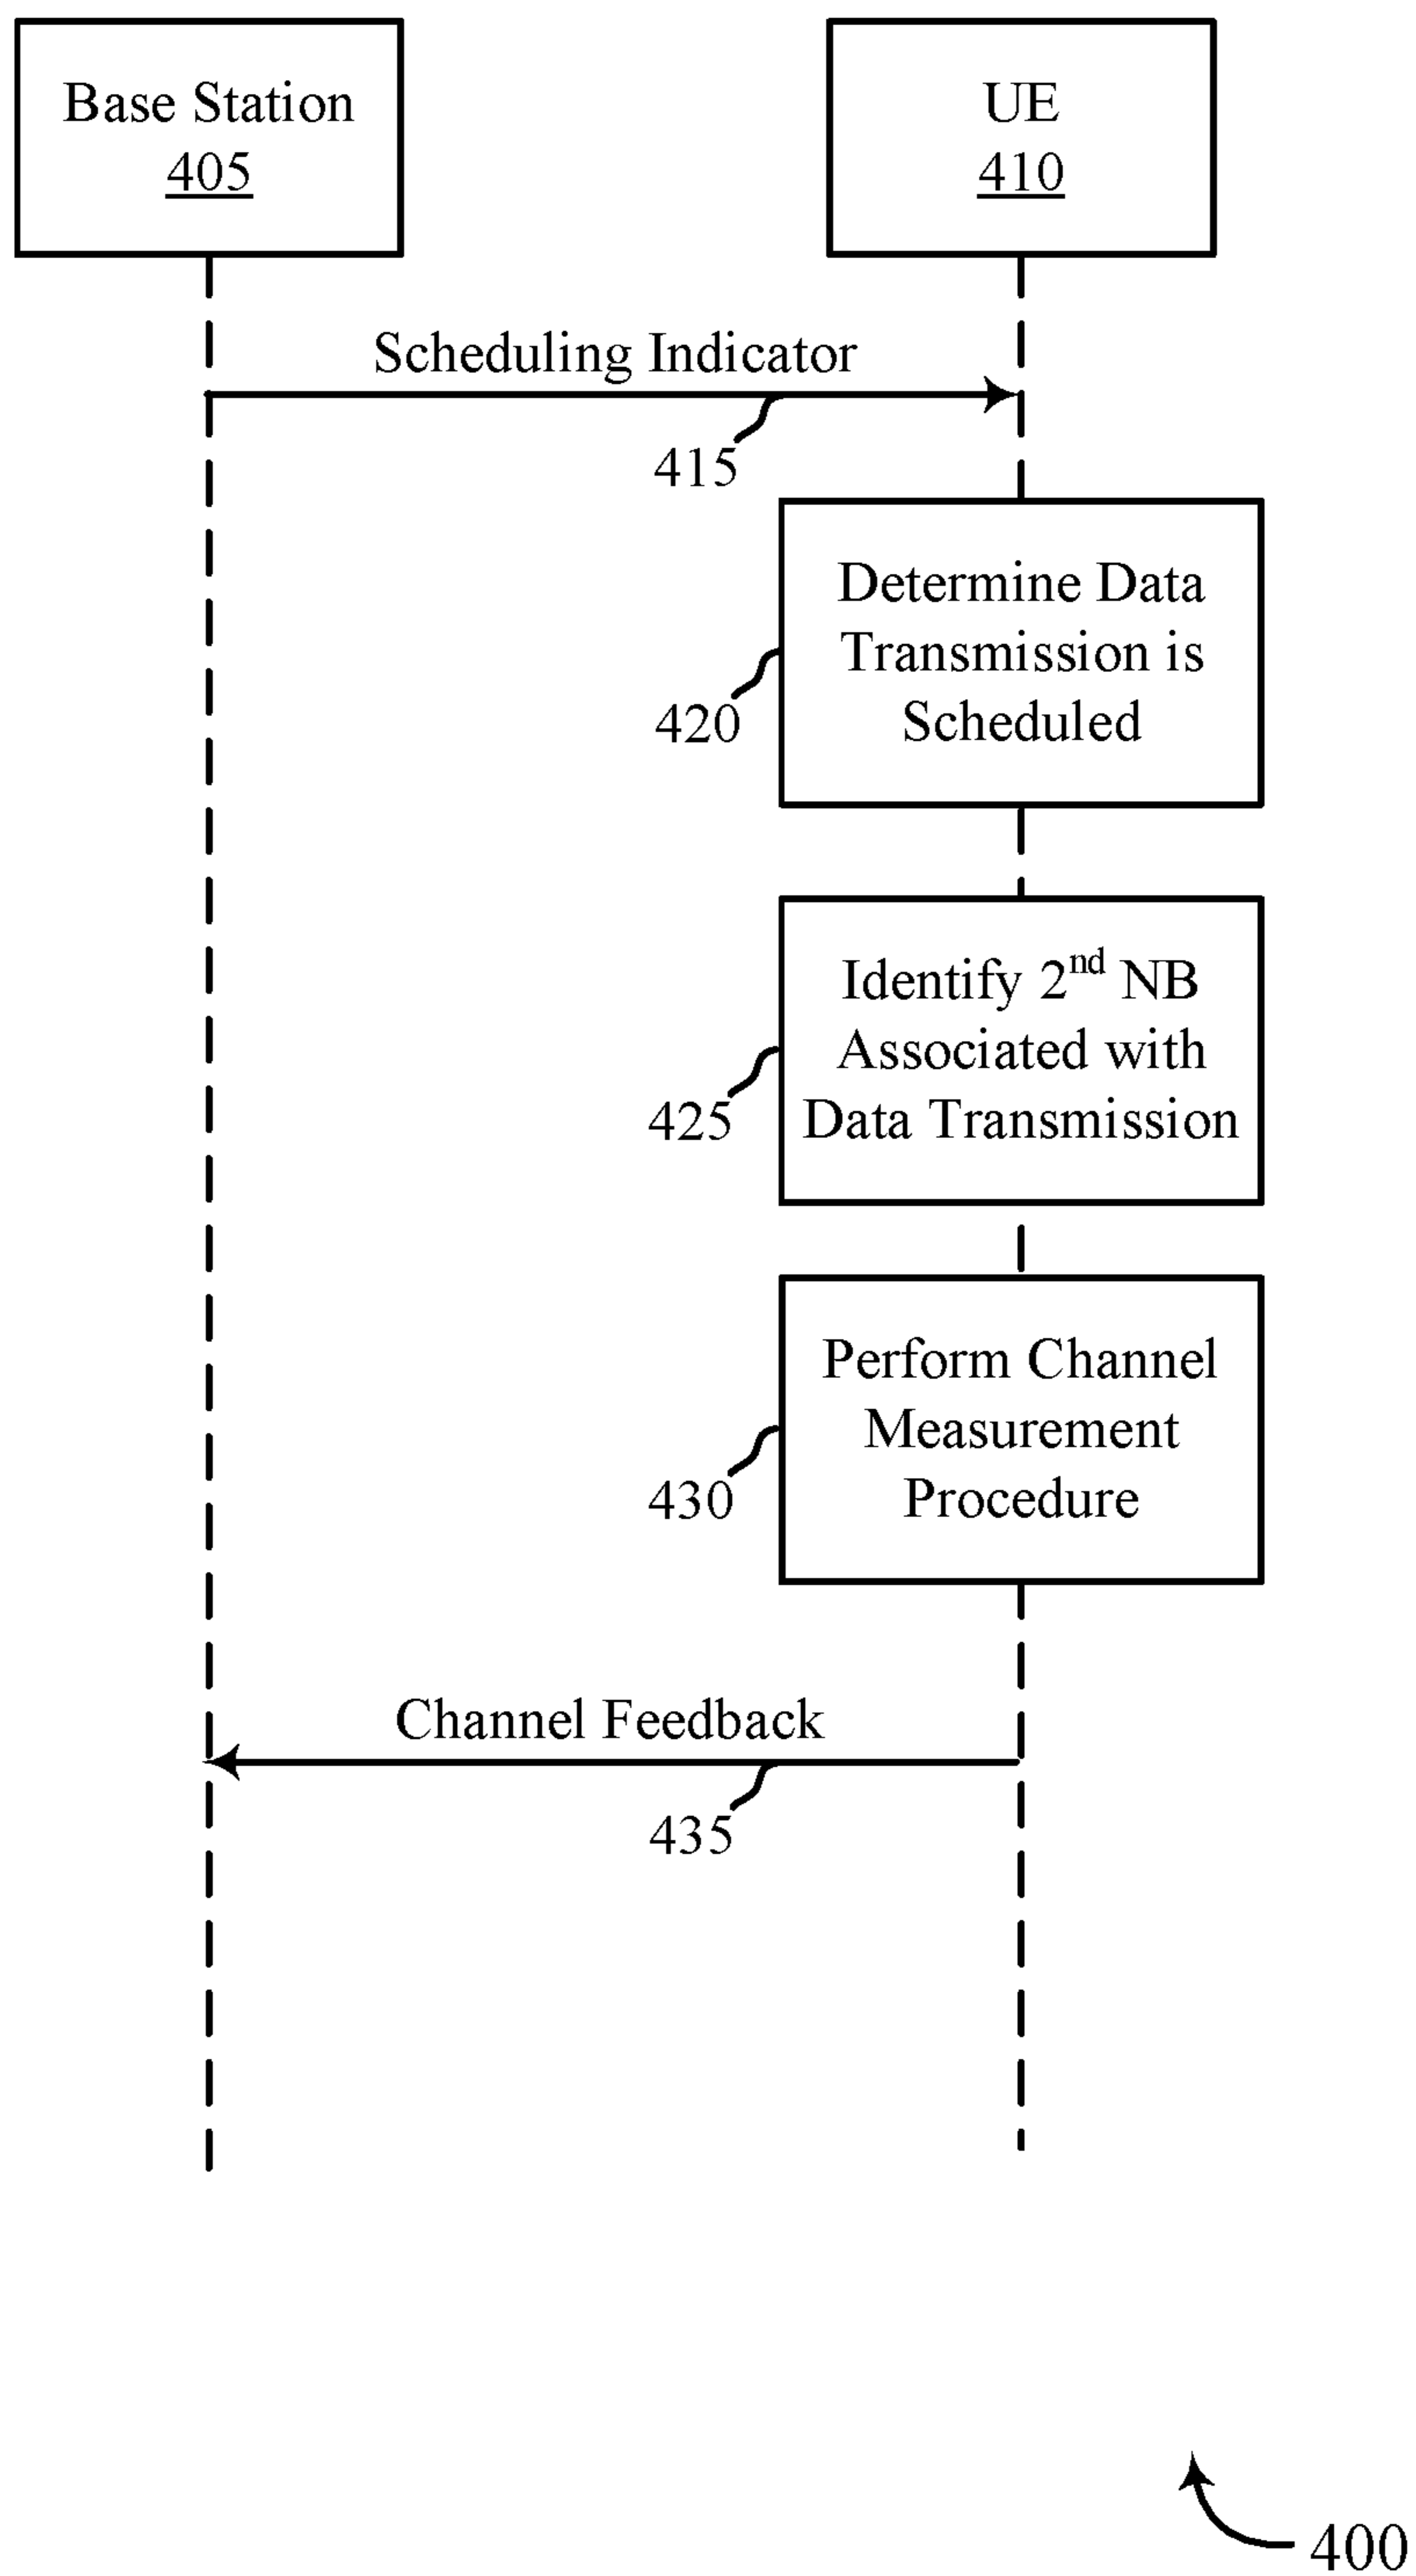 Base Station
405
UE
410
Scheduling Indicator
415
Determine Data
Transmission is
Scheduled
420
Identify 2nd NB
Associated with
Data Transmission
425
Perform Channel
Measurement
Procedure
430
Channel Feedback
435
400